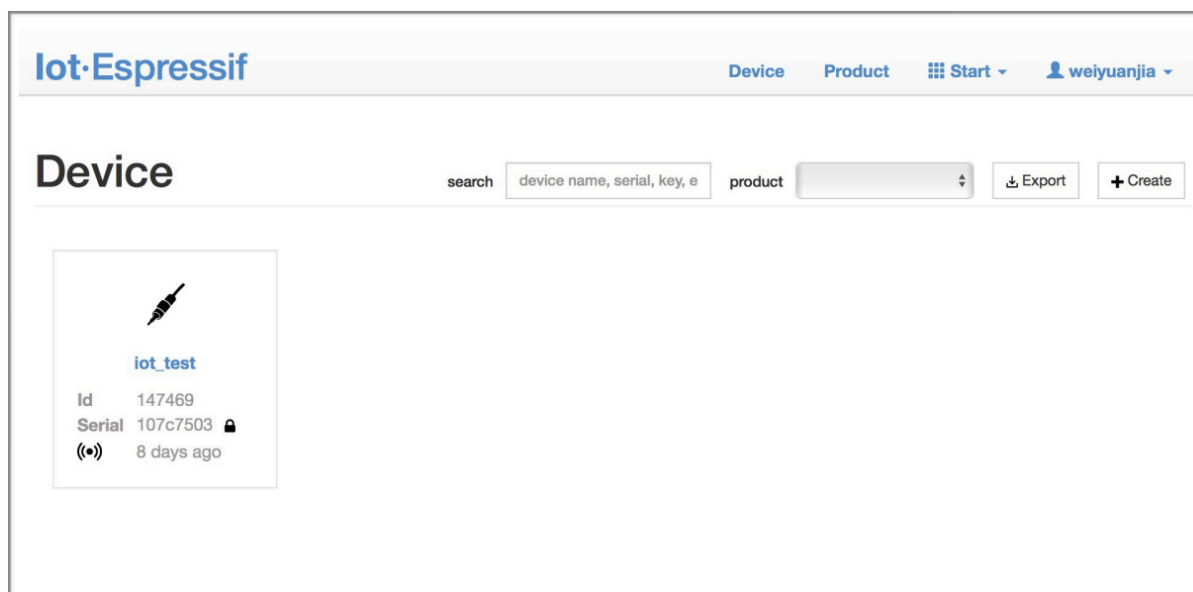 Iot·Espressif
Device Product Start weiyuanjia
Device
search device name, serial, key, e product Export Create
iot_test
Id 147469
Serial 107c7503
8 days ago